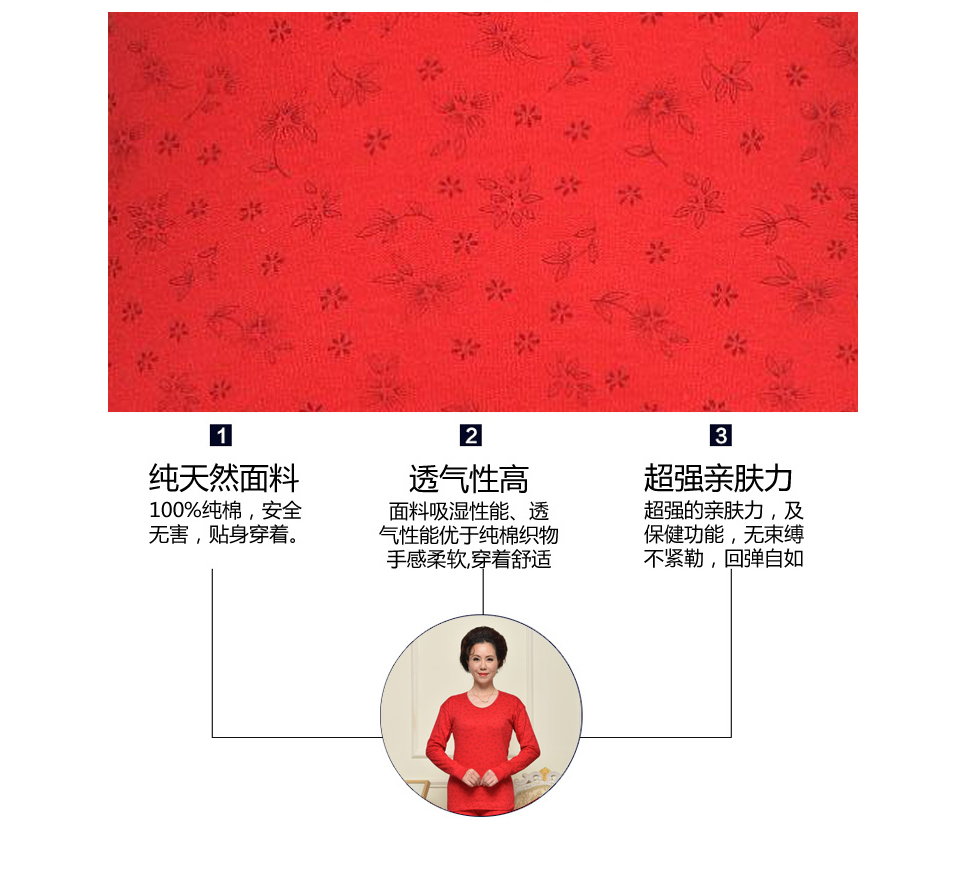 1
纯天然面料
100%纯棉，安全
无害，贴身穿着。
2
透气性高
面料吸湿性能、透
气性能优于纯棉织物
手感柔软,穿着舒适
3
超强亲肤力
超强的亲肤力，及
保健功能，无束缚
不紧勒，回弹自如